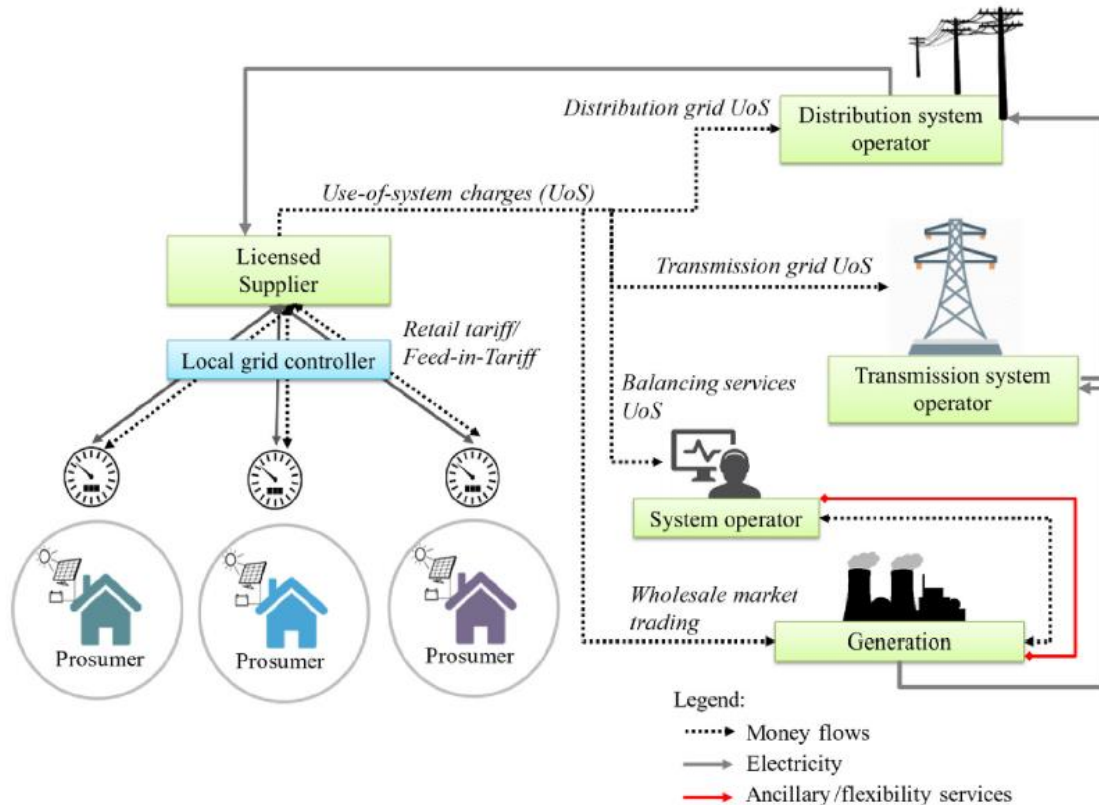 Distribution grid UoS
Distribution system
operator
Use-of-system charges (UoS)
Licensed
Supplier
Transmission grid UoS
Retail tariff/
Feed-in-Tariff
Local grid controller
Transmission system
operator
Balancing services
UoS
System operator
Wholesale market
trading
Generation
Prosumer
Prosumer
Prosumer
Legend:
Money flows
Electricity
Ancillary/flexibility services